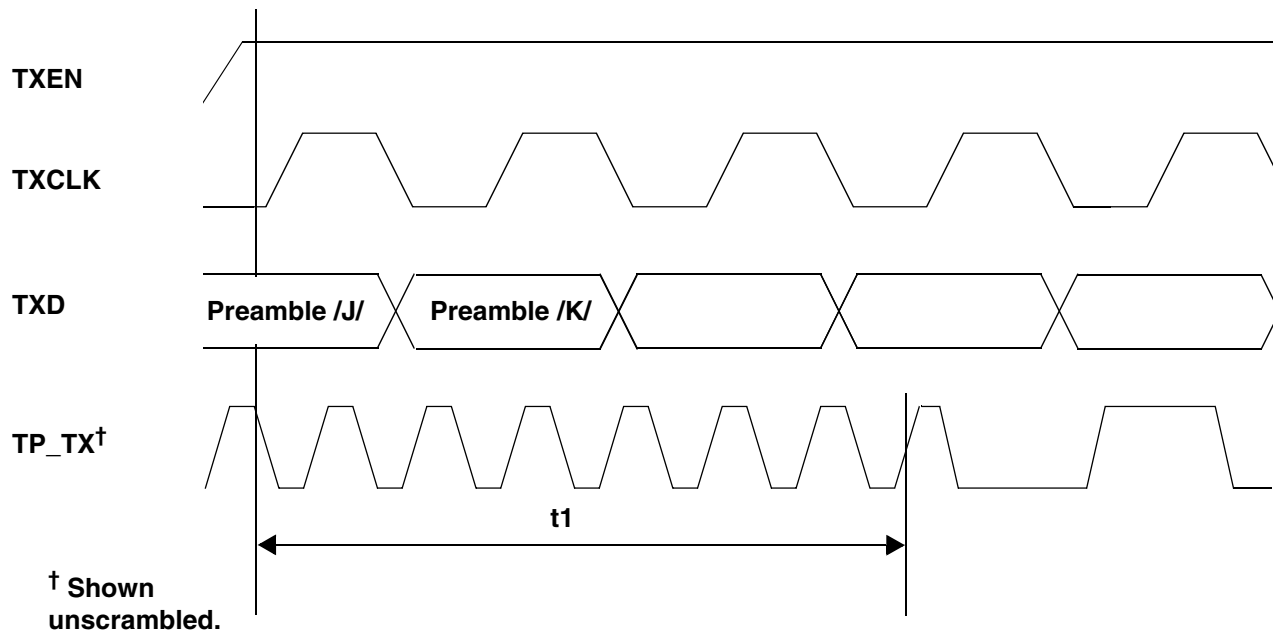 TXEN
TXCLK
TXD
Preamble /J/ Preamble /K/
TP_TX†
t1
† Shown
unscrambled.